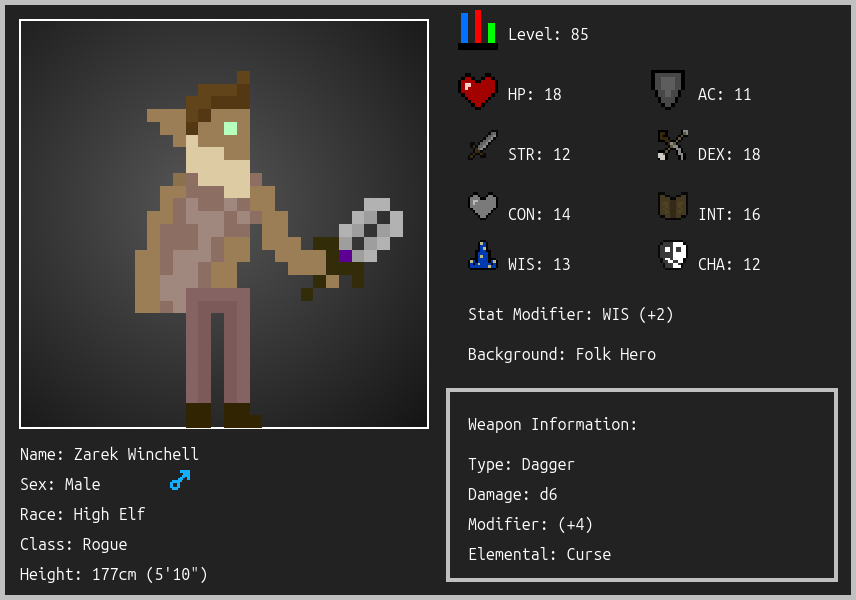 Level: 85
HP: 18
AC: 11
STR: 12
DEX: 18
CON: 14
INT: 16
WIS: 13
CHA: 12
Stat Modifier: WIS (+2)
Background: Folk Hero
Weapon Information:
Type: Dagger
Damage: d6
Modifier: (+4)
Elemental: Curse
Name: Zarek Winchell
Sex: Male
Race: High Elf
Class: Rogue
Height: 177cm (5'10")